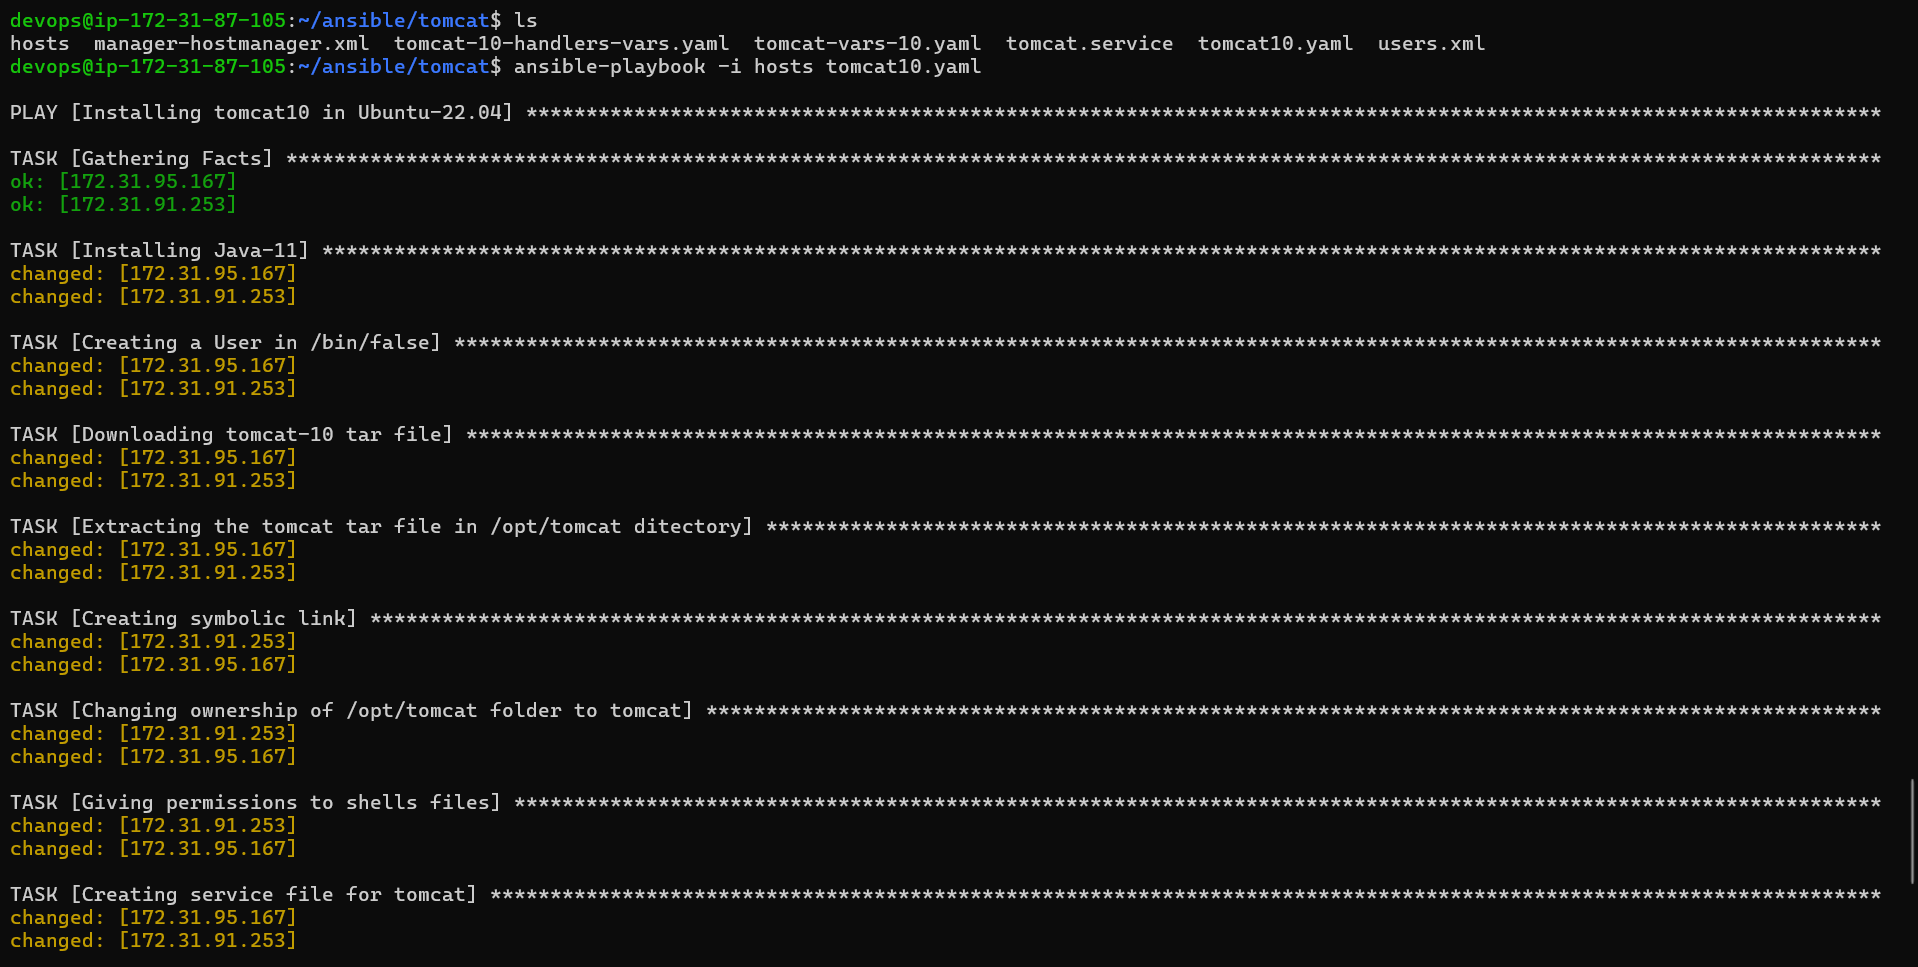 devops@ip-172-31-87-105:~/ansible/tomcat$ ls
hosts  manager-hostmanager.xml  tomcat-10-handlers-vars.yaml  tomcat-vars-10.yaml  tomcat.service  tomcat10.yaml  users.xml
devops@ip-172-31-87-105:~/ansible/tomcat$ ansible-playbook -i hosts tomcat10.yaml
PLAY [Installing tomcat10 in Ubuntu-22.04] *****************************************************************************************************************
TASK [Gathering Facts] *************************************************************************************************************************************
ok: [172.31.95.167]
ok: [172.31.91.253]
TASK [Installing Java-11] **********************************************************************************************************************************
changed: [172.31.95.167]
changed: [172.31.91.253]
TASK [Creating a User in /bin/false] ***********************************************************************************************************************
changed: [172.31.95.167]
changed: [172.31.91.253]
TASK [Downloading tomcat-10 tar file] **********************************************************************************************************************
changed: [172.31.95.167]
changed: [172.31.91.253]
TASK [Extracting the tomcat tar file in /opt/tomcat ditectory] *********************************************************************************************
changed: [172.31.95.167]
changed: [172.31.91.253]
TASK [Creating symbolic link] ******************************************************************************************************************************
changed: [172.31.91.253]
changed: [172.31.95.167]
TASK [Changing ownership of /opt/tomcat folder to tomcat] **************************************************************************************************
changed: [172.31.91.253]
changed: [172.31.95.167]
TASK [Giving permissions to shells files] ******************************************************************************************************************
changed: [172.31.91.253]
changed: [172.31.95.167]
TASK [Creating service file for tomcat] ********************************************************************************************************************
changed: [172.31.95.167]
changed: [172.31.91.253]